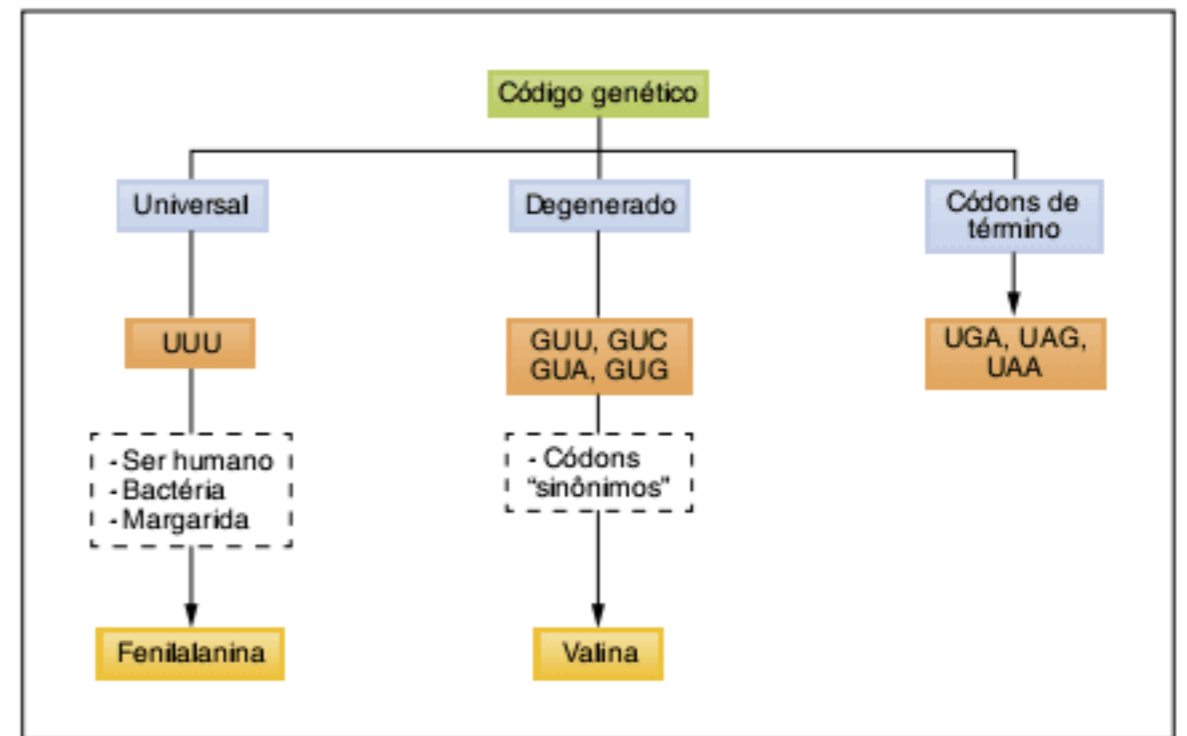 Código genético
Universal
Degenerado
Códons de
término
UUU
GUU, GUC
GUA, GUG
UGA, UAG,
UAA
- Ser humano
- Bactéria
- Margarida
- Códons
“sinônimos”
Fenilalanina
Valina